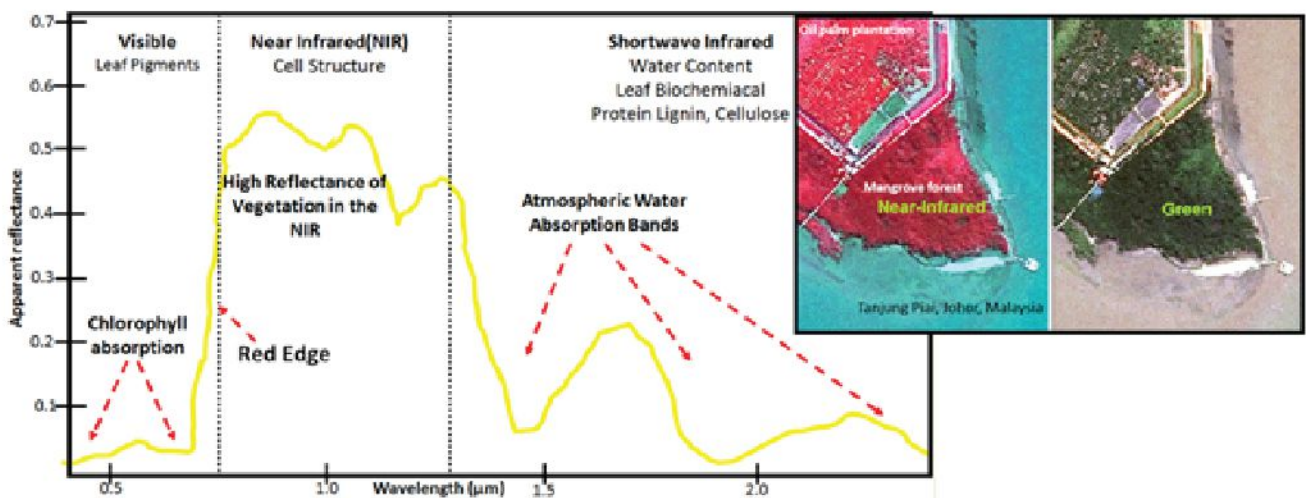 0.7
0.6
0.5
0.4
0.3
0.2
0.1
Apparent reflectance
Visible
Leaf Pigments
Near Infrared(NIR)
Cell Structure
Shortwave Infrared
Water Content
Leaf Biochemiacal
Protein Lignin, Cellulose
High Reflectance of
Vegetation in the
NIR
Atmospheric Water
Absorption Bands
Chlorophyll
absorption
Red Edge
0.5
1.0
Wavelength (µm)
1.5
2.0
Oil palm plantation
Mangrove forest
Near-Infrared
Green
Tanjung Piai, Johor, Malaysia